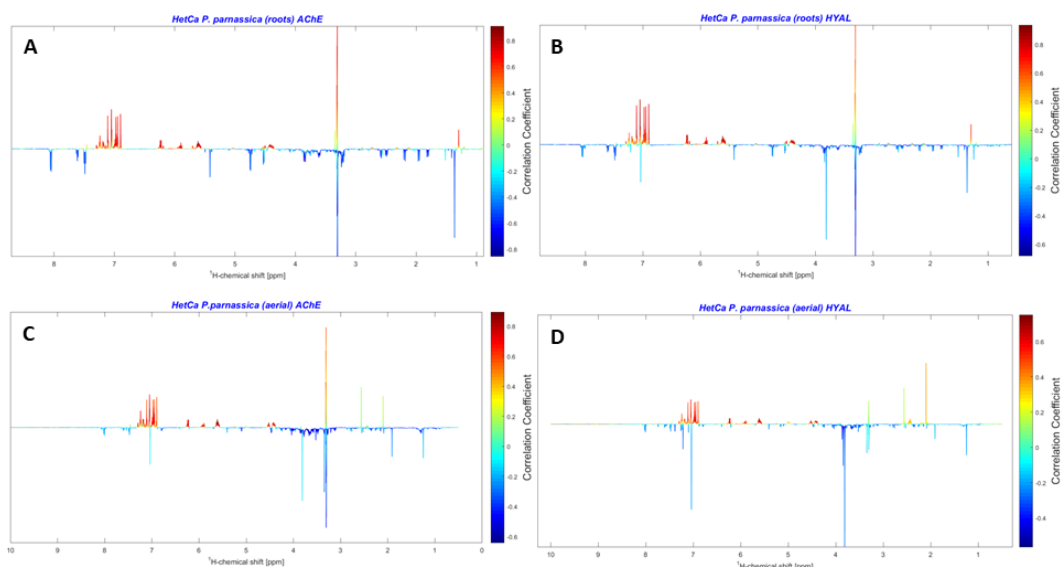 HetCa P. parnassica (roots) AChE
A
0.8
0.6
0.4
0.2
0
-0.2
-0.4
-0.6
-0.8
Correlation Coefficient
8 7 6 5 4 3 2 1
¹H-chemical shift [ppm]
HetCa P. parnassica (roots) HYAL
B
0.8
0.6
0.4
0.2
0
-0.2
-0.4
-0.6
Correlation Coefficient
8 7 6 5 4 3 2 1
¹H-chemical shift [ppm]
HetCa P.parnassica (aerial) AChE
C
0.8
0.6
0.4
0.2
0
-0.2
-0.4
-0.6
Correlation Coefficient
10 9 8 7 6 5 4 3 2 1 0
¹H-chemical shift [ppm]
HetCa P.parnassica (aerial) HYAL
D
0.6
0.4
0.2
0
-0.2
-0.4
Correlation Coefficient
10 9 8 7 6 5 4 3 2 1
¹H-chemical shift [ppm]